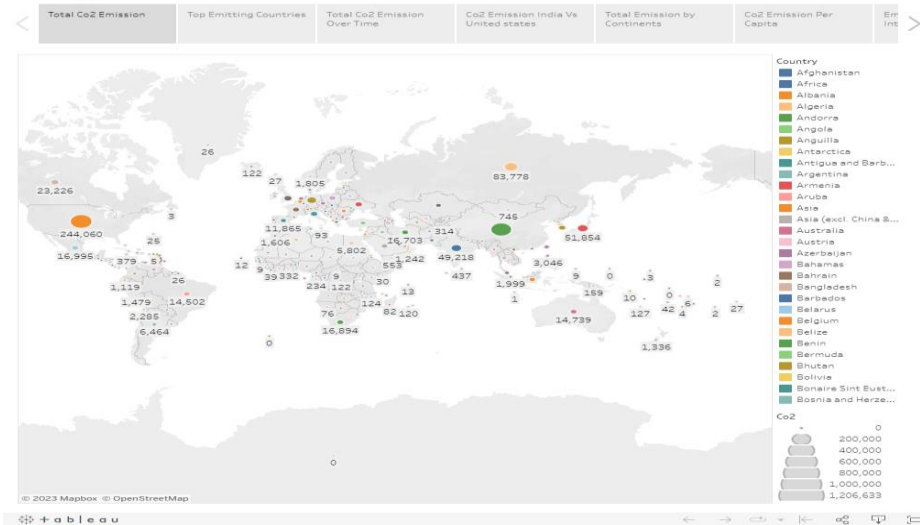 Total Co2 Emission
Top Emitting Countries
Total Co2 Emission
Over Time
Co2 Emission India Vs
United states
Total Emission by
Continents
Co2 Emission Per
Capita
Em
Int
26
122
27
1,805
83,778
23,226
3
244,060
11,865
93
314
745
16,703
51,854
16,995
25
1,606
5,802
1,242
49,218
3,046
379
5
12
9
39
332
9
553
437
9
0
3
2
1,119
26
234
122
30
13
1,999
1
159
10
0
6
1,479
14,502
124
127
42
4
2
27
2,285
76
82
120
14,739
6,464
16,894
0
1,336
0
Country
Afghanistan
Africa
Albania
Algeria
Andorra
Angola
Anguilla
Antarctica
Antigua and Barb...
Argentina
Armenia
Aruba
Asia
Asia (excl. China &...
Australia
Austria
Azerbaijan
Bahamas
Bahrain
Bangladesh
Barbados
Belarus
Belgium
Belize
Benin
Bermuda
Bhutan
Bolivia
Bonaire Sint Eust...
Bosnia and Herze...
Co2
0
200,000
400,000
600,000
800,000
1,000,000
1,206,633
© 2023 Mapbox © OpenStreetMap
+ a b l e a u